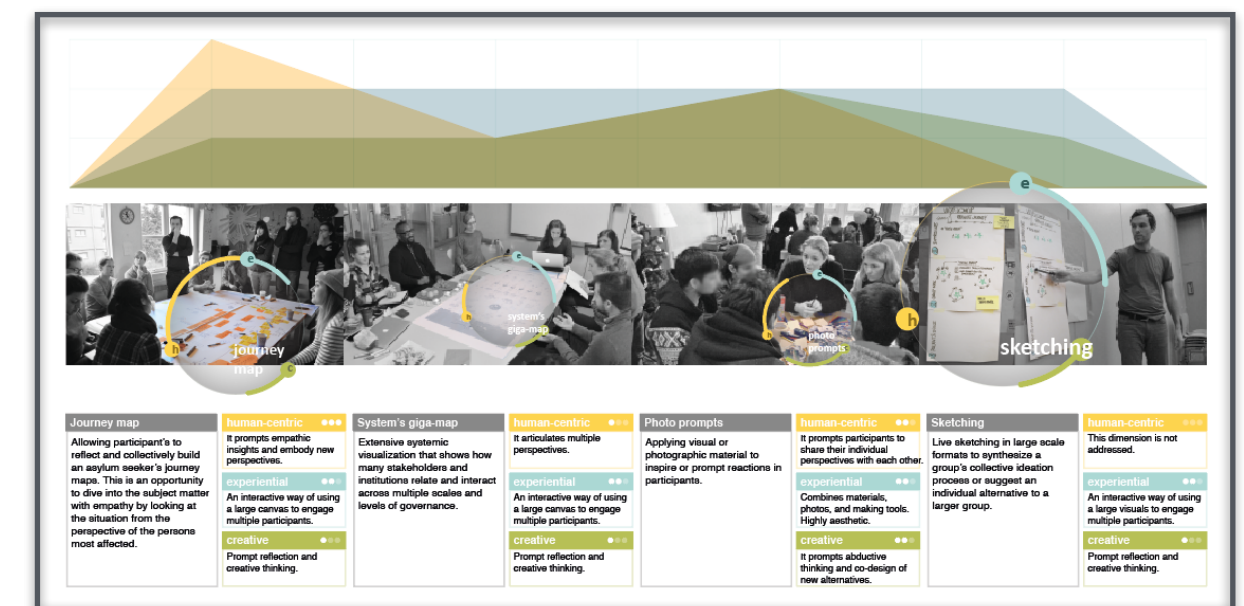 e
h
journey
map
c
e
h
system's
giga-map
e
h
photo
prompts
e
h
sketching
Journey map
Allowing participant's to
reflect and collectively build
an asylum seeker's journey
maps. This is an opportunity
to dive into the subject matter
with empathy by looking at
the situation from the
perspective of the persons
most affected.
human-centric
It prompts empathic
insights and embody new
perspectives.
experiential
An interactive way of using
a large canvas to engage
multiple participants.
creative
Prompt reflection and
creative thinking.
System's giga-map
Extensive systemic
visualization that shows how
many stakeholders and
institutions relate and interact
across multiple scales and
levels of governance.
human-centric
It articulates multiple
perspectives.
experiential
An interactive way of using
a large canvas to engage
multiple participants.
creative
Prompt reflection and
creative thinking.
Photo prompts
Applying visual or
photographic material to
inspire or prompt reactions in
participants.
human-centric
It prompts participants to
share their individual
perspectives with each other.
experiential
Combines materials,
photos, and making tools.
Highly aesthetic.
creative
It prompts abductive
thinking and co-design of
new alternatives.
Sketching
Live sketching in large scale
formats to synthesize a
group's collective ideation
process or suggest an
individual alternative to a
larger group.
human-centric
This dimension is not
addressed.
experiential
An interactive way of using
a large visuals to engage
multiple participants.
creative
Prompt reflection and
creative thinking.